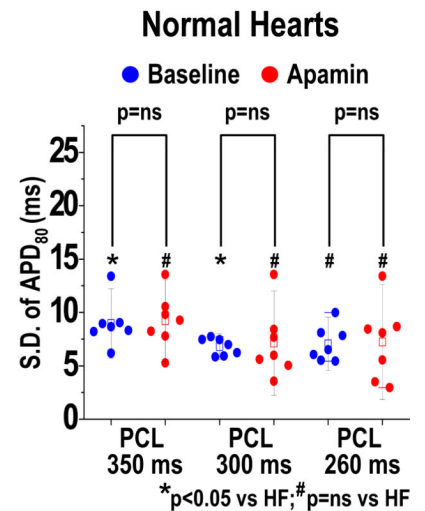 Normal Hearts
Baseline Apamin
p=ns p=ns p=ns
S.D. of APD80 (ms)
25
20
15
10
5
0
* # * # # #
PCL PCL PCL
350 ms 300 ms 260 ms
*p<0.05 vs HF;#p=ns vs HF